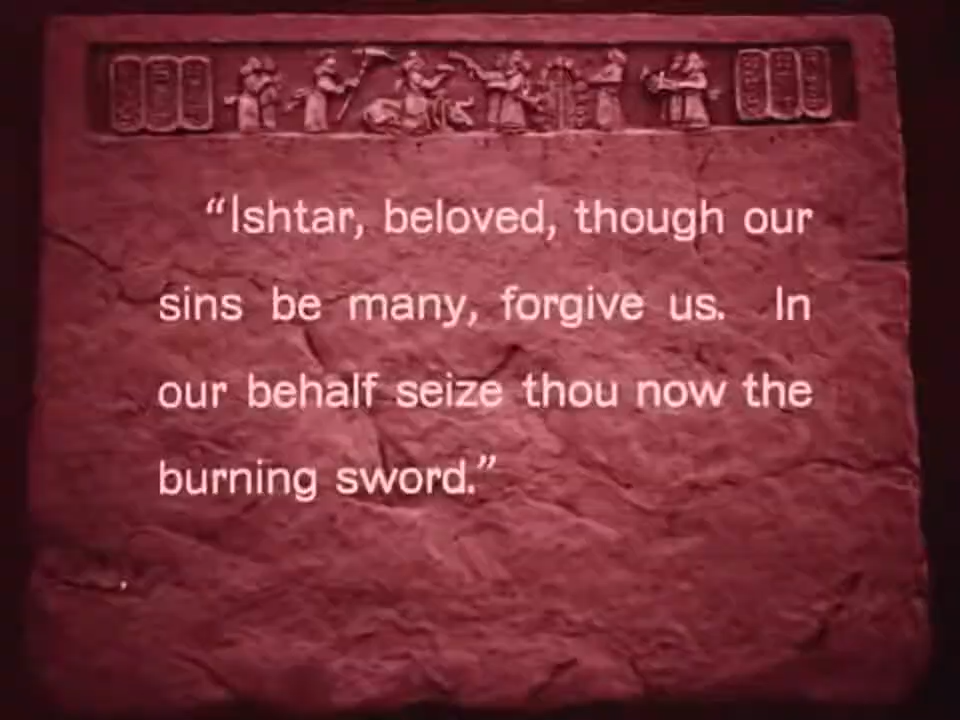 “Ishtar, beloved, though our
sins be many, forgive us. In
our behalf seize thou now the
burning sword.”